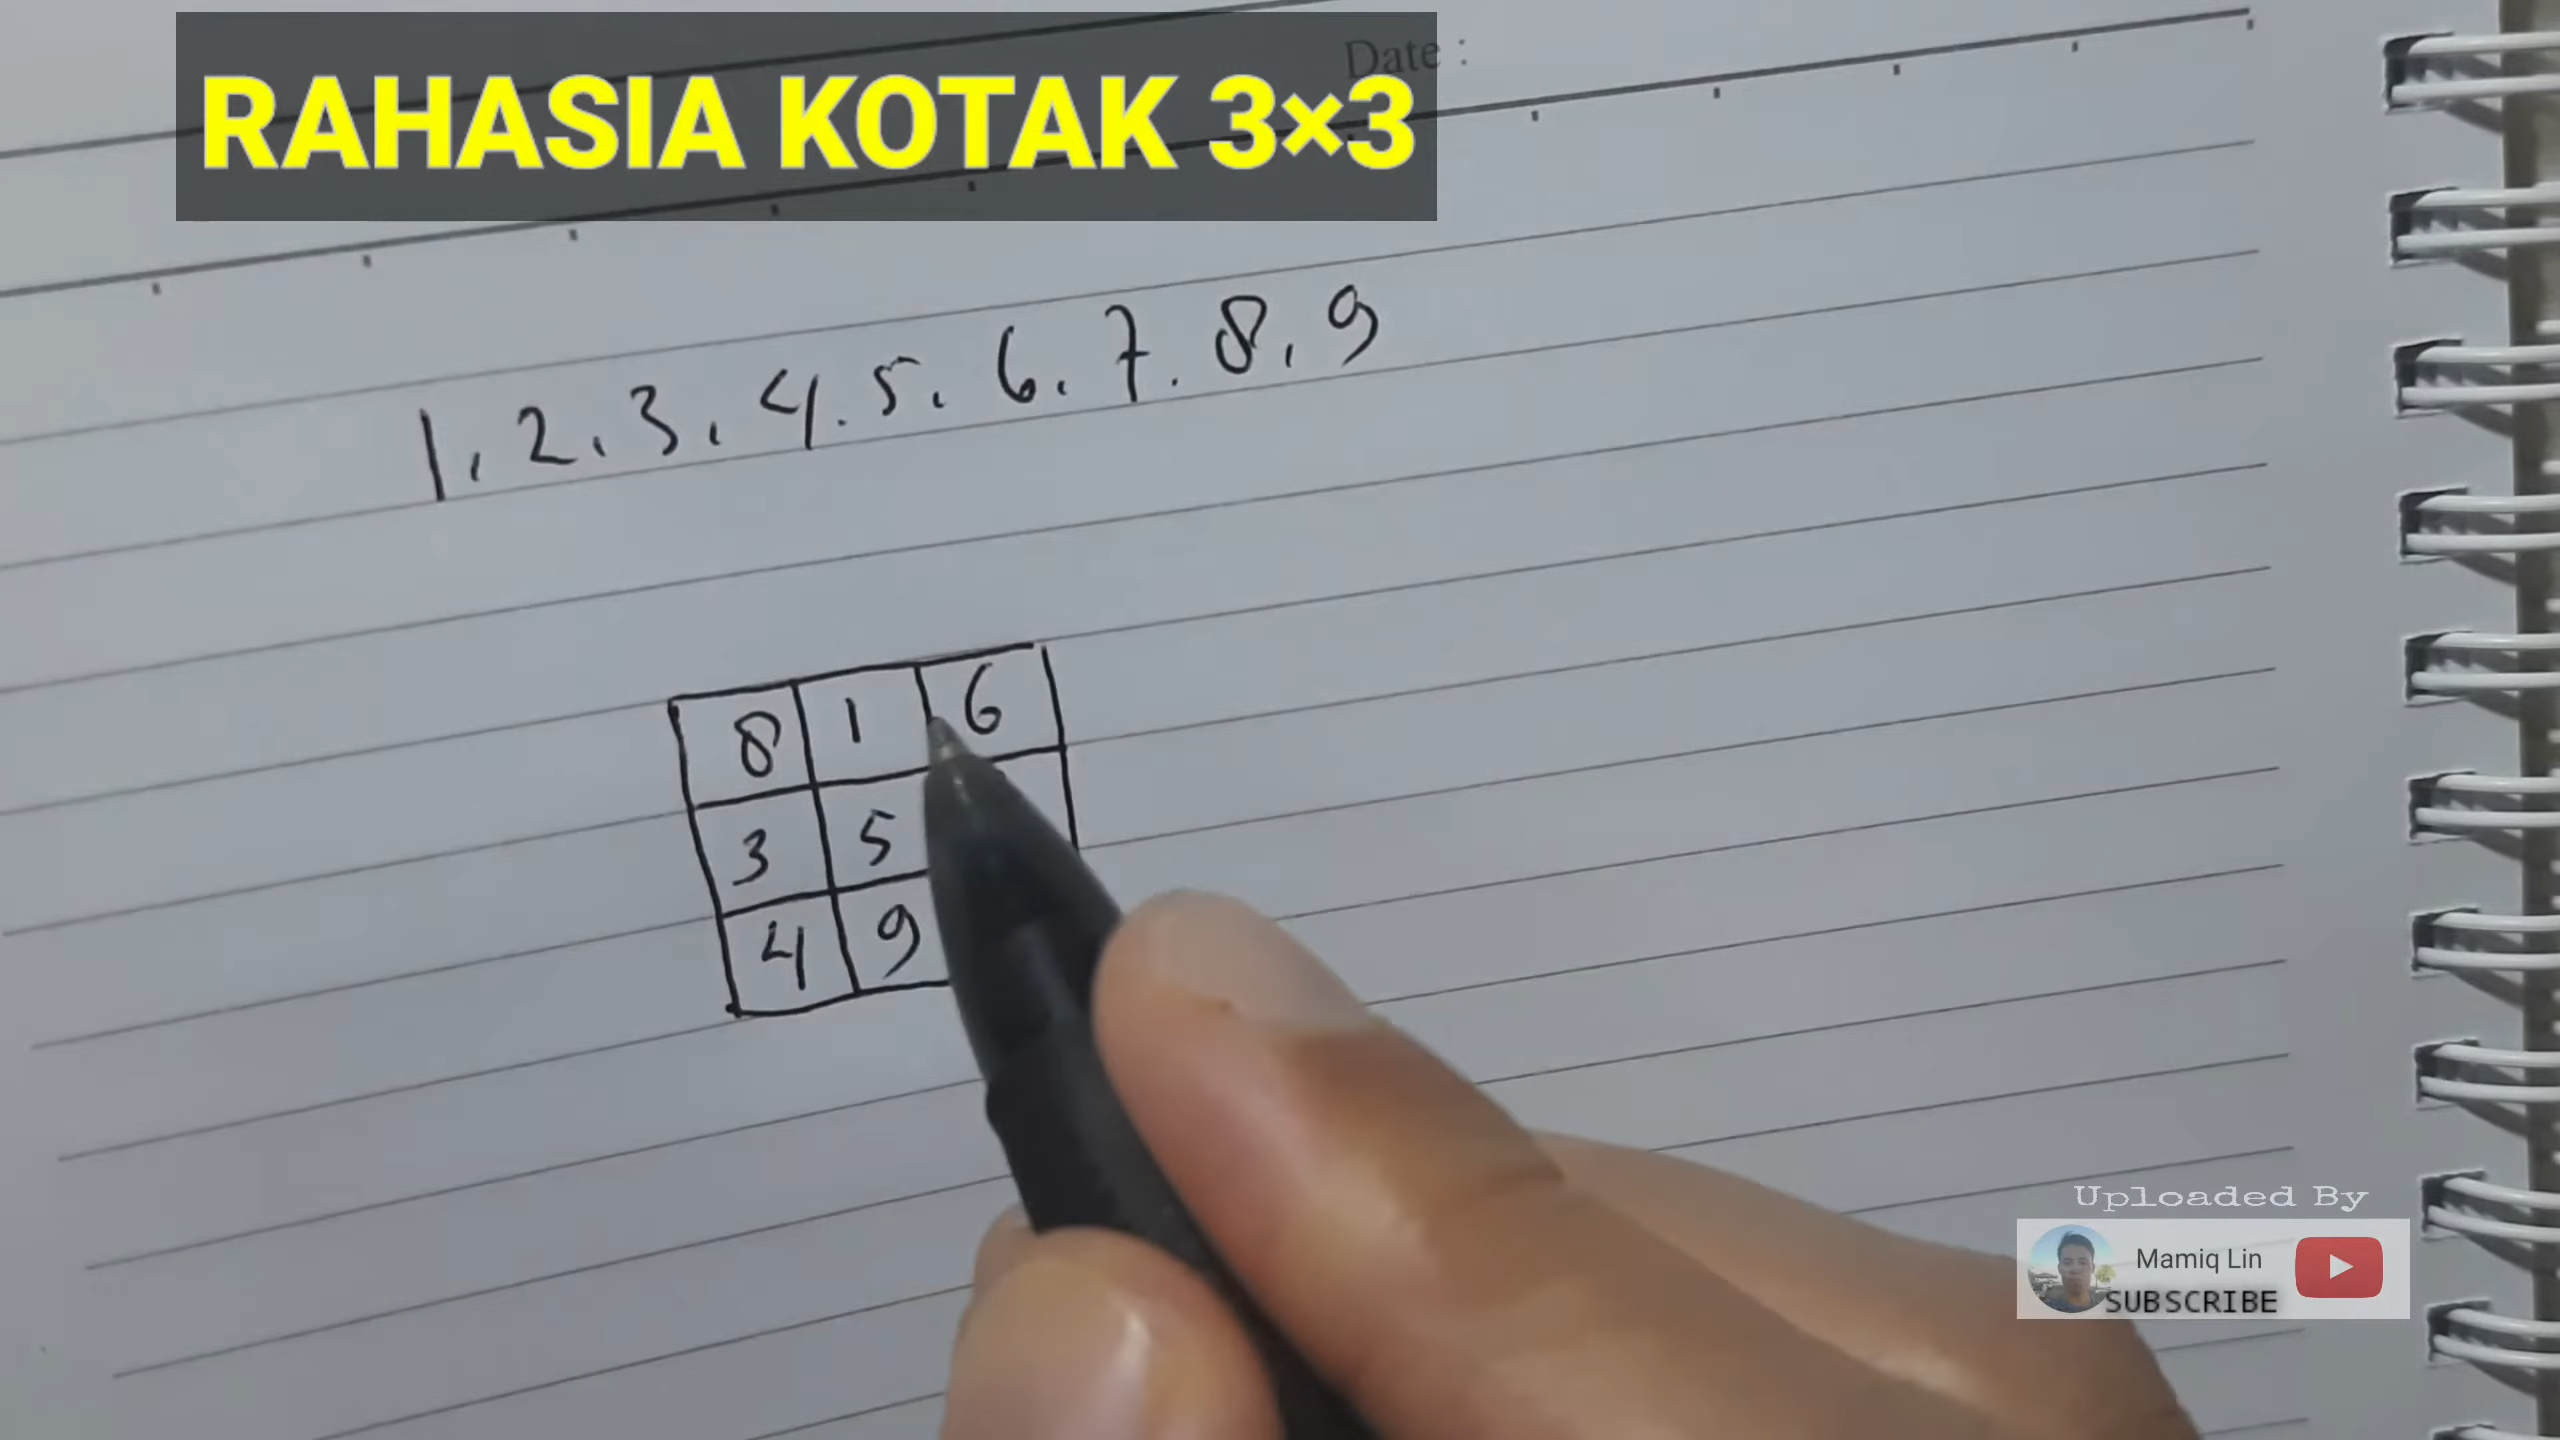 Date :
RAHASIA KOTAK 3×3
1, 2, 3, 4. 5, 6, 7. 8, 9
8 1 6
3 5
4 9
Uploaded By
Mamiq Lin
SUBSCRIBE